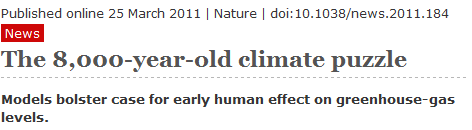 Published online 25 March 2011 | Nature | doi:10.1038/news.2011.184
News
The 8,000-year-old climate puzzle
Models bolster case for early human effect on greenhouse-gas
levels.